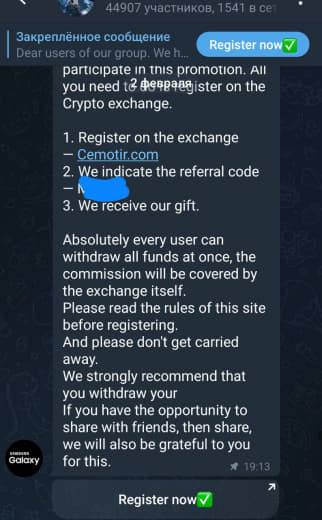 44907 участников, 1541 в сет
Закреплённое сообщение
Dear users of our group. We h...
Register now✅
participate in this promotion. All
you need to do is register on the
2 февраля
Crypto exchange.
1. Register on the exchange
— Cemotir.com
2. We indicate the referral code
—
3. We receive our gift.
Absolutely every user can
withdraw all funds at once, the
commission will be covered by
the exchange itself.
Please read the rules of this site
before registering.
And please don't get carried
away.
We strongly recommend that
you withdraw your
If you have the opportunity to
share with friends, then share,
we will also be grateful to you
for this.
19:13
SAMSUNG
Galaxy
Register now✅